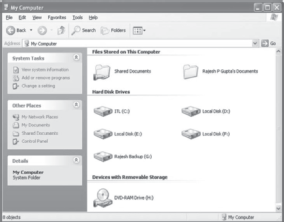 My Computer
File Edit View Favorites Tools Help
Back Search Folders
Address My Computer Go
System Tasks
View system information
Add or remove programs
Change a setting
Other Places
My Network Places
My Documents
Shared Documents
Control Panel
Details
My Computer
System Folder
Files Stored on This Computer
Shared Documents Rajesh P Gupta's Documents
Hard Disk Drives
ITL (C:) Local Disk (D:)
Local Disk (E:) Local Disk (F:)
Rajesh Backup (G:)
Devices with Removable Storage
DVD-RAM Drive (H:)
8 objects My Computer